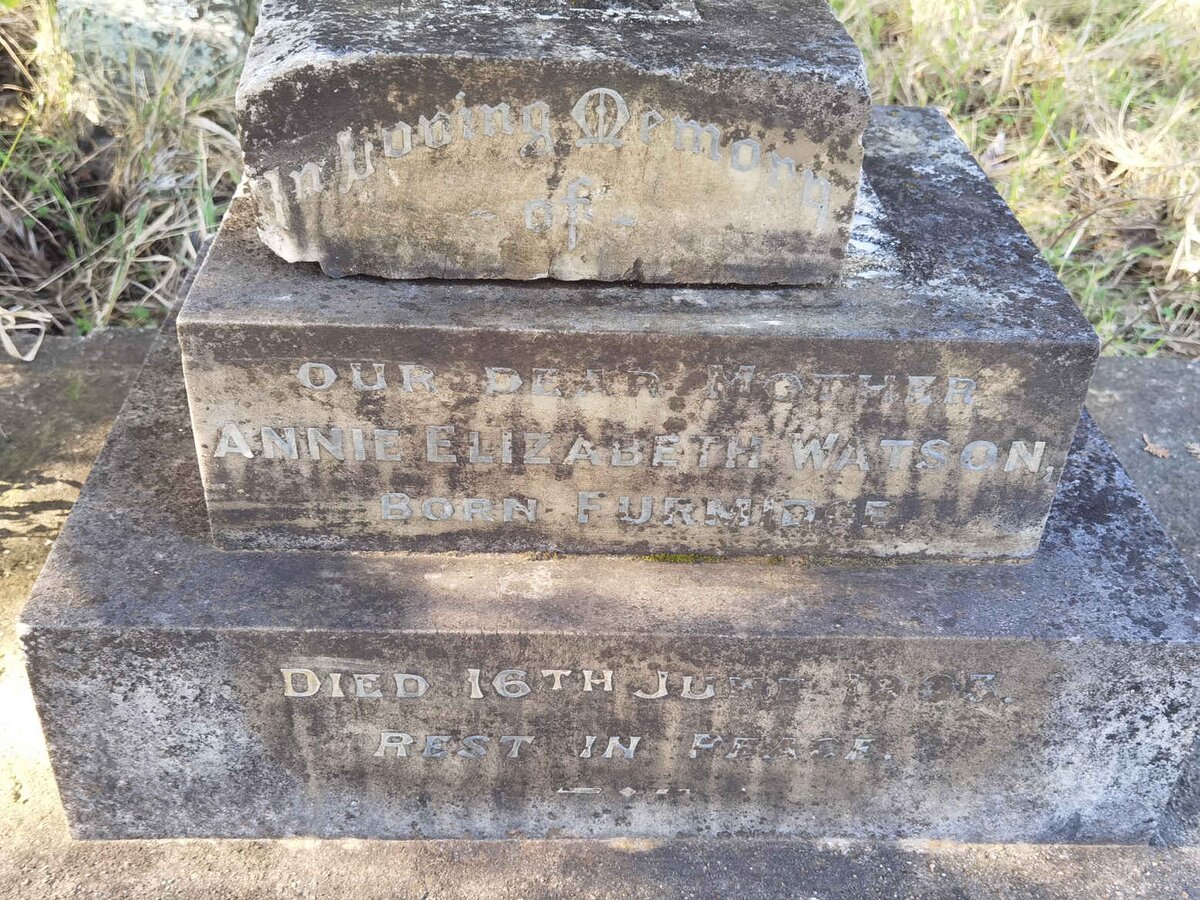 In Loving Memory
- of -
OUR DEAR MOTHER
ANNIE ELIZABETH WATSON,
BORN FURMIDGE
DIED 16TH JUNE
REST IN PEACE.